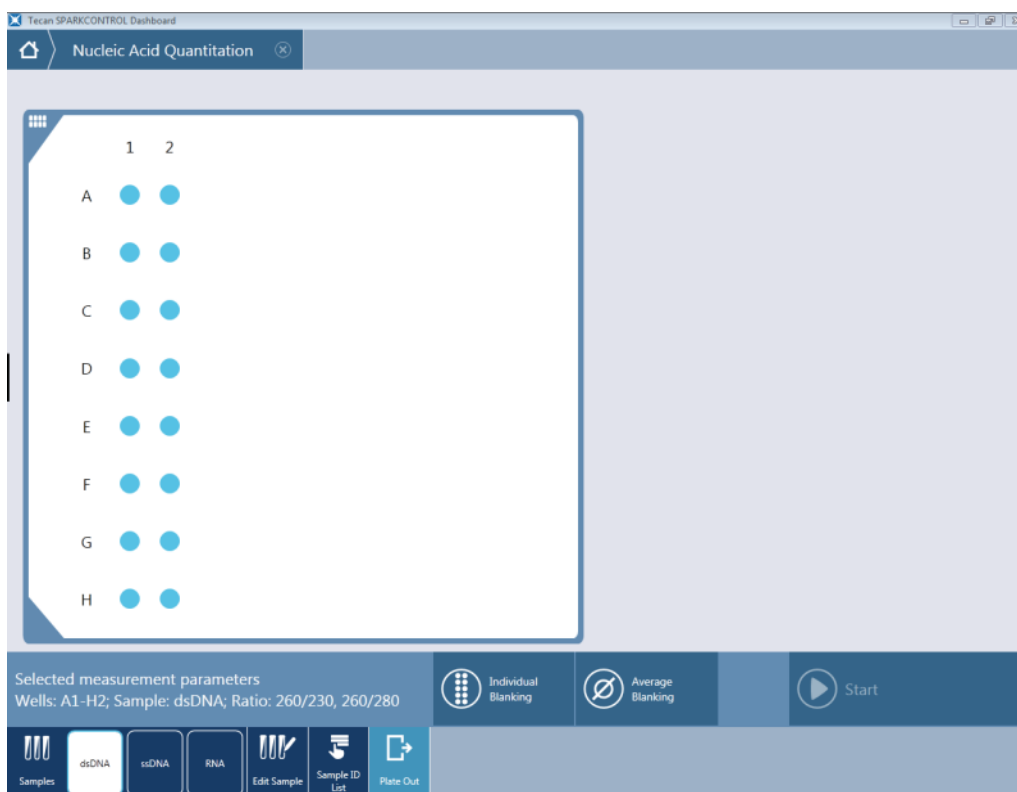 Tecan SPARKCONTROL Dashboard
Nucleic Acid Quantitation
1 2
A
B
C
D
E
F
G
H
Selected measurement parameters
Wells: A1-H2; Sample: dsDNA; Ratio: 260/230, 260/280
Individual
Blanking
Average
Blanking
Start
Samples
dsDNA
ssDNA
RNA
Edit Sample
Sample ID
List
Plate Out